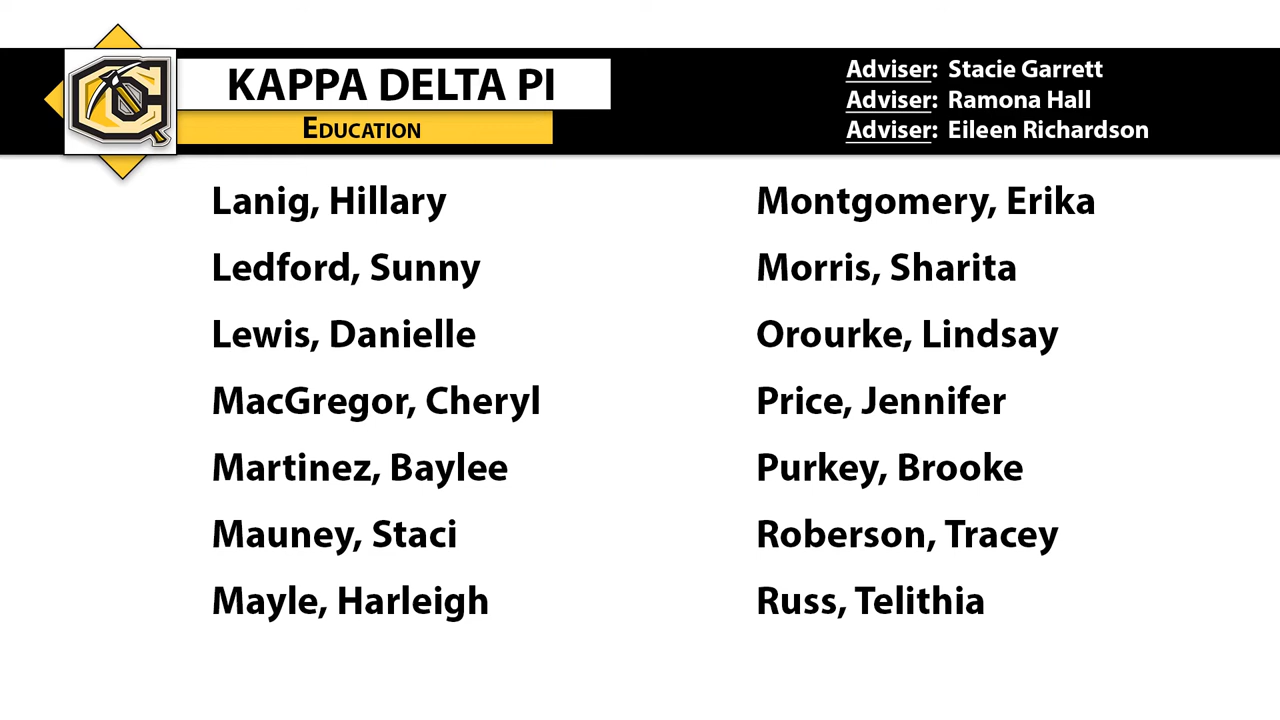 KAPPA DELTA PI
EDUCATION
Adviser: Stacie Garrett
Adviser: Ramona Hall
Adviser: Eileen Richardson
Lanig, Hillary
Ledford, Sunny
Lewis, Danielle
MacGregor, Cheryl
Martinez, Baylee
Mauney, Staci
Mayle, Harleigh
Montgomery, Erika
Morris, Sharita
Orourke, Lindsay
Price, Jennifer
Purkey, Brooke
Roberson, Tracey
Russ, Telithia